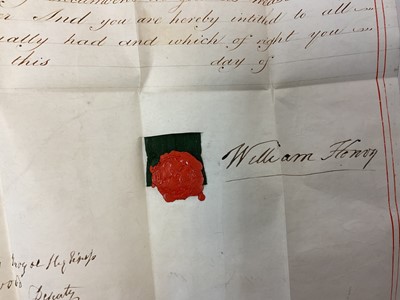 And you are hereby intitled to all
ually had and which of right you
this day of
William Henry
Deputy